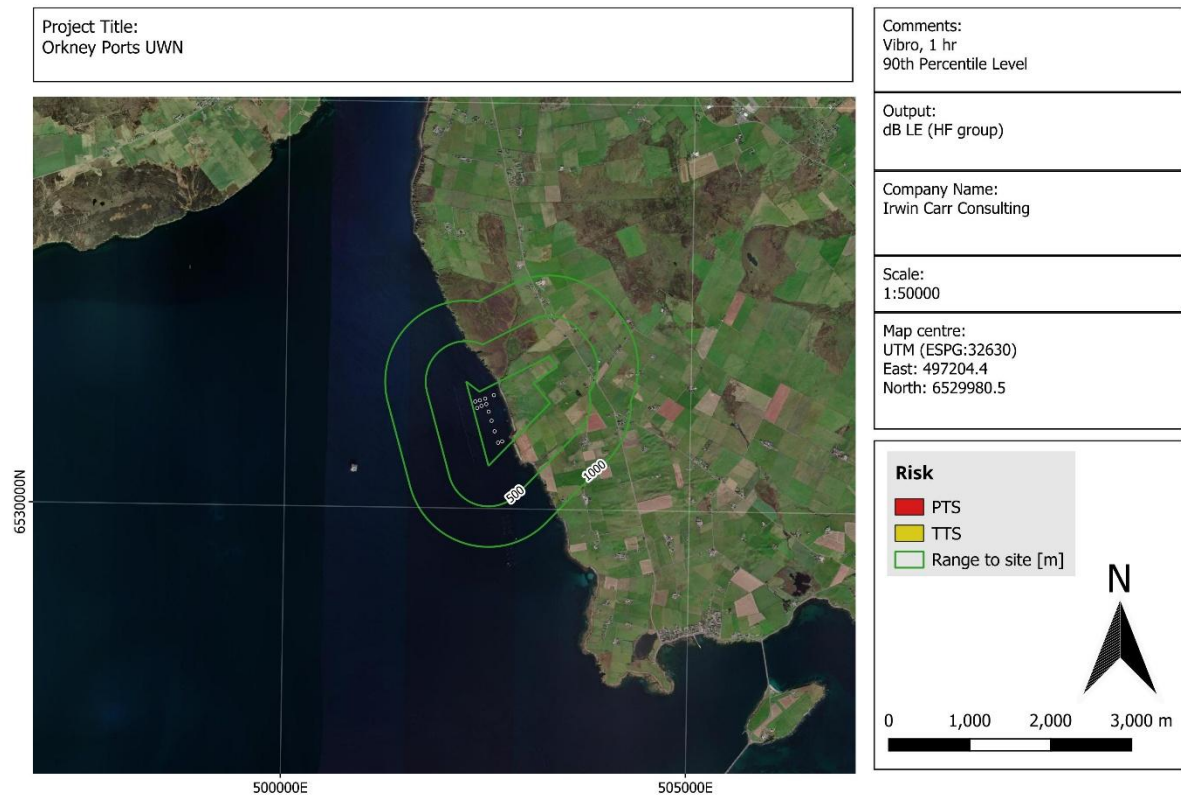 Project Title:
Orkney Ports UWN
Comments:
Vibro, 1 hr
90th Percentile Level
Output:
dB LE (HF group)
Company Name:
Irwin Carr Consulting
Scale:
1:50000
Map centre:
UTM (ESPG:32630)
East: 497204.4
North: 6529980.5
6530000N
500
1000
500000E
505000E
Risk
PTS
TTS
Range to site [m]
N
0 1,000 2,000 3,000 m